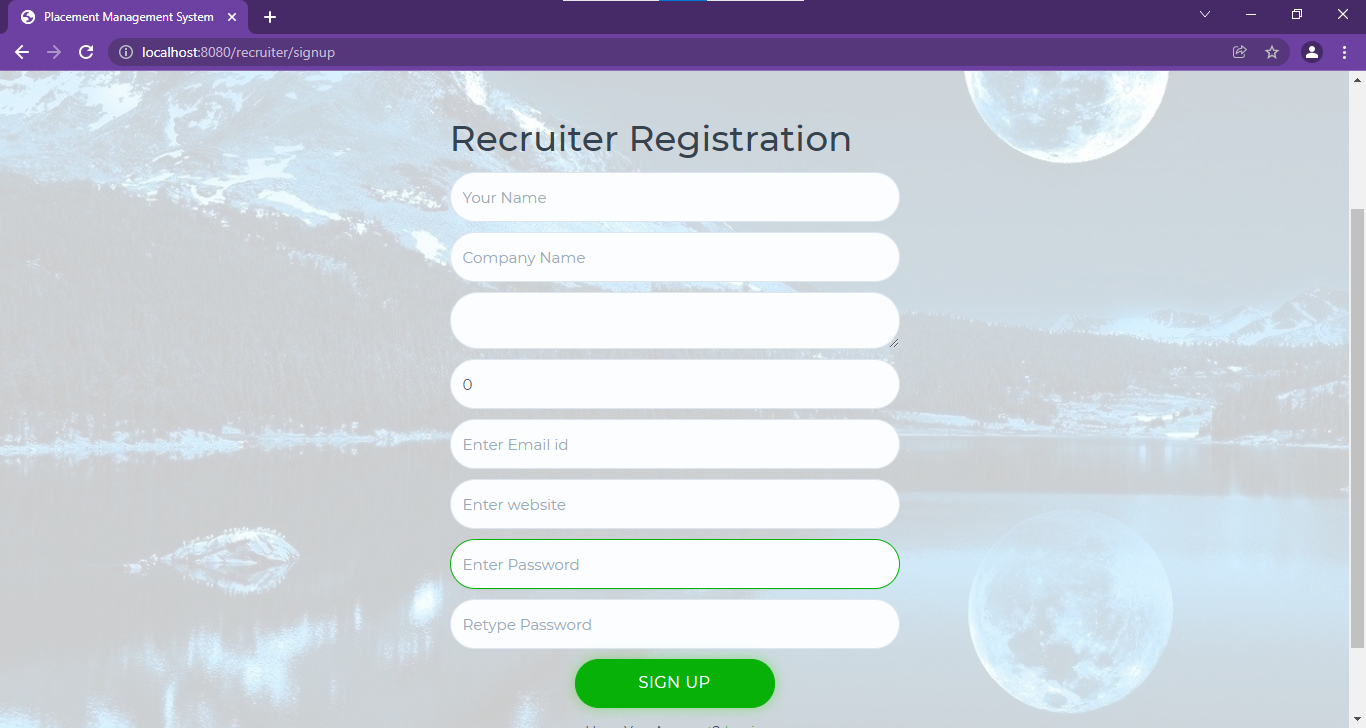 Placement Management System
localhost:8080/recruiter/signup
Recruiter Registration
Your Name
Company Name
0
Enter Email id
Enter website
Enter Password
Retype Password
SIGN UP